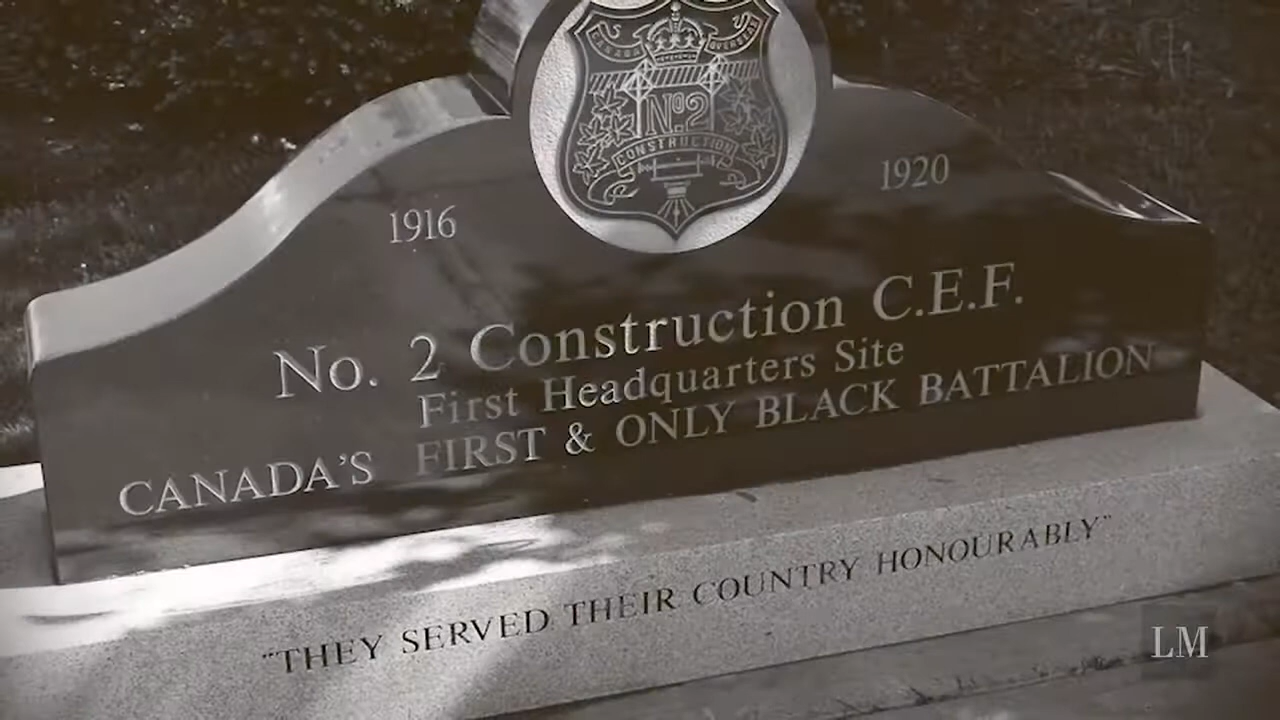 CANADA OVERSEAS
No. 2
CONSTRUCTION
1916
1920
No. 2 Construction C.E.F.
First Headquarters Site
CANADA'S FIRST & ONLY BLACK BATTALION
"THEY SERVED THEIR COUNTRY HONOURABLY"
LM